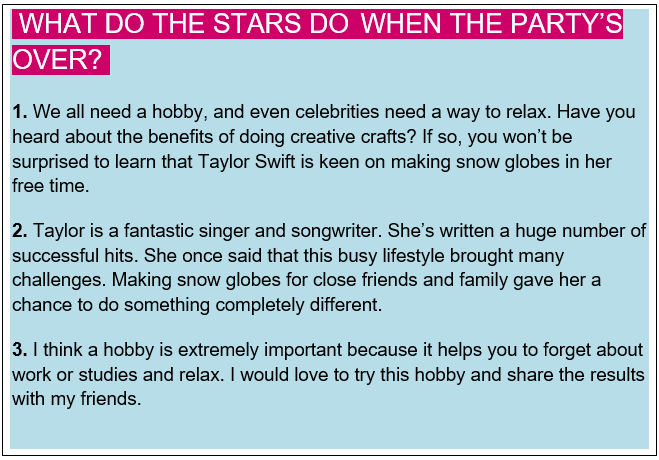 WHAT DO THE STARS DO WHEN THE PARTY’S
OVER?
1. We all need a hobby, and even celebrities need a way to relax. Have you
heard about the benefits of doing creative crafts? If so, you won’t be
surprised to learn that Taylor Swift is keen on making snow globes in her
free time.
2. Taylor is a fantastic singer and songwriter. She’s written a huge number of
successful hits. She once said that this busy lifestyle brought many
challenges. Making snow globes for close friends and family gave her a
chance to do something completely different.
3. I think a hobby is extremely important because it helps you to forget about
work or studies and relax. I would love to try this hobby and share the results
with my friends.